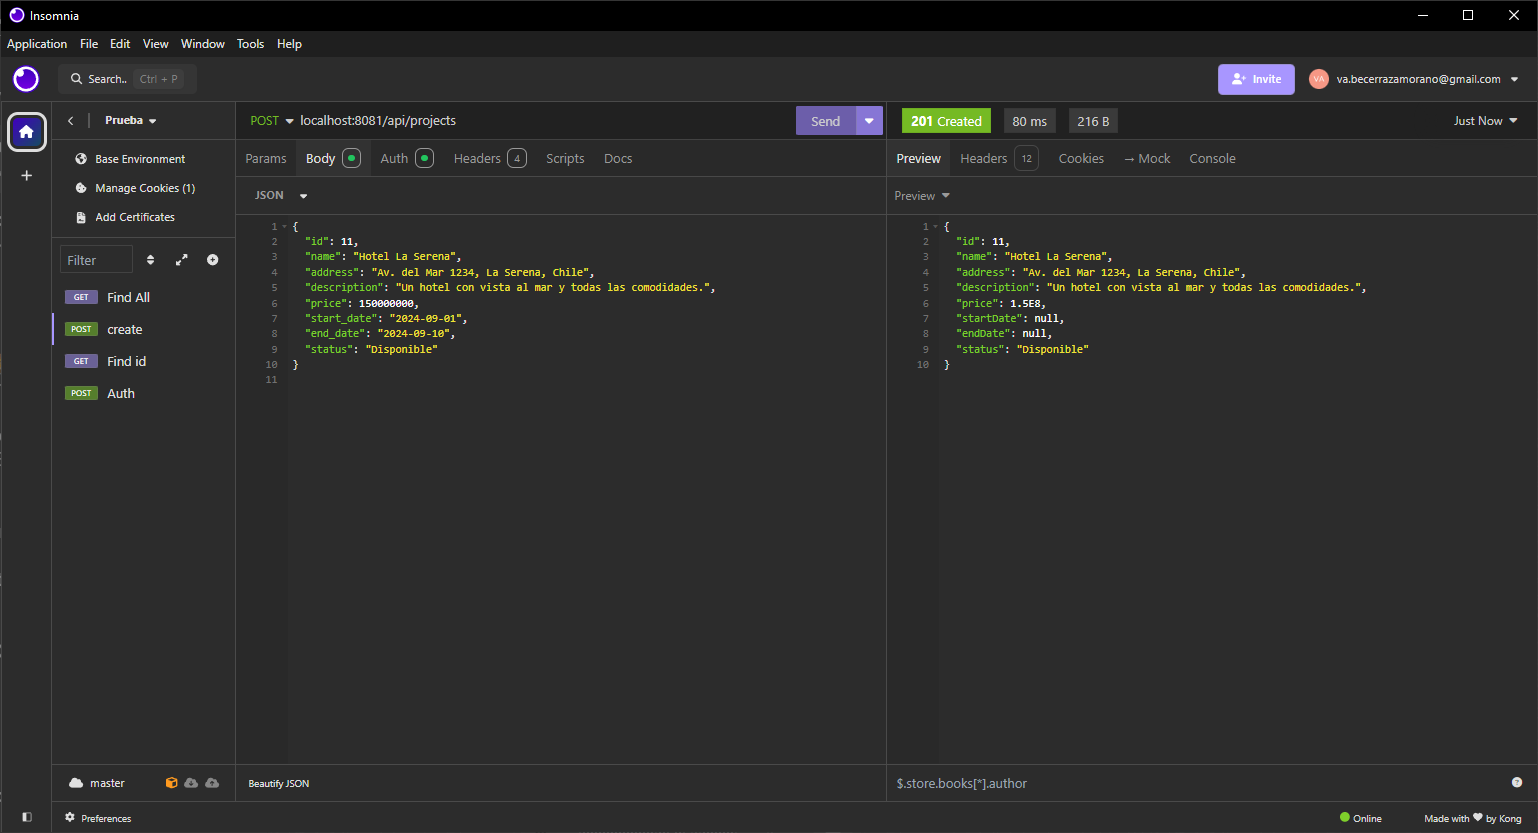 Insomnia
Application File Edit View Window Tools Help
Search.. Ctrl + P
Invite
VA va.becerrazamorano@gmail.com
Prueba
Base Environment
Manage Cookies (1)
Add Certificates
Filter
GET Find All
POST create
GET Find id
POST Auth
master
Preferences
POST localhost:8081/api/projects Send
Params Body Auth Headers 4 Scripts Docs
JSON
1 {
2 "id": 11,
3 "name": "Hotel La Serena",
4 "address": "Av. del Mar 1234, La Serena, Chile",
5 "description": "Un hotel con vista al mar y todas las comodidades.",
6 "price": 150000000,
7 "start_date": "2024-09-01",
8 "end_date": "2024-09-10",
9 "status": "Disponible"
10 }
11
Beautify JSON
201 Created 80 ms 216 B Just Now
Preview Headers 12 Cookies → Mock Console
Preview
1 {
2 "id": 11,
3 "name": "Hotel La Serena",
4 "address": "Av. del Mar 1234, La Serena, Chile",
5 "description": "Un hotel con vista al mar y todas las comodidades.",
6 "price": 1.5E8,
7 "startDate": null,
8 "endDate": null,
9 "status": "Disponible"
10 }
$.store.books[*].author
Online Made with ♥ by Kong